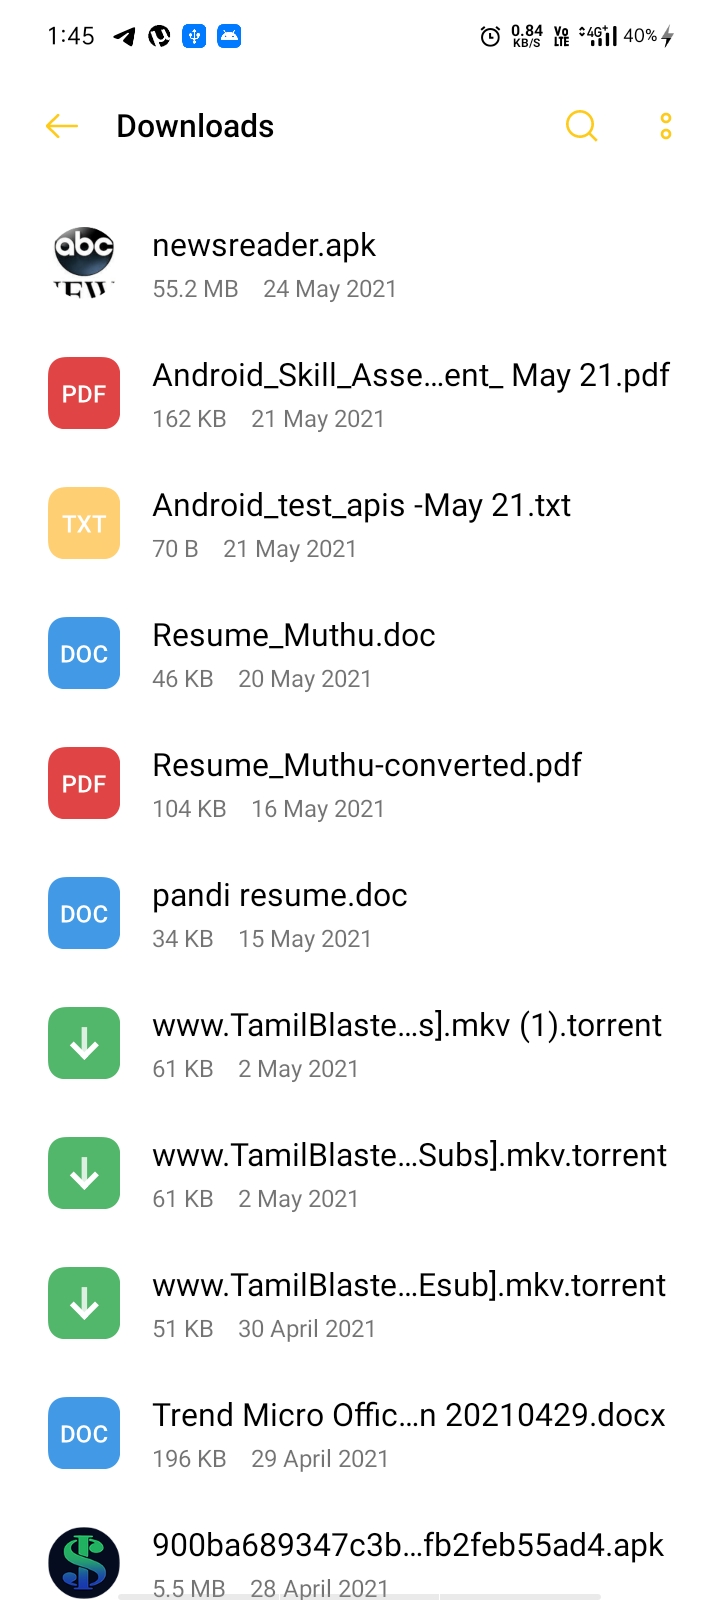 1:45 0.84 KB/S Vo LTE 4G+ 40%
Downloads
abc
NEWS
newsreader.apk
55.2 MB 24 May 2021
PDF
Android_Skill_Asse...ent_ May 21.pdf
162 KB 21 May 2021
TXT
Android_test_apis -May 21.txt
70 B 21 May 2021
DOC
Resume_Muthu.doc
46 KB 20 May 2021
PDF
Resume_Muthu-converted.pdf
104 KB 16 May 2021
DOC
pandi resume.doc
34 KB 15 May 2021
www.TamilBlaste...s].mkv (1).torrent
61 KB 2 May 2021
www.TamilBlaste...Subs].mkv.torrent
61 KB 2 May 2021
www.TamilBlaste...Esub].mkv.torrent
51 KB 30 April 2021
DOC
Trend Micro Offic...n 20210429.docx
196 KB 29 April 2021
900ba689347c3b...fb2feb55ad4.apk
5.5 MB 28 April 2021